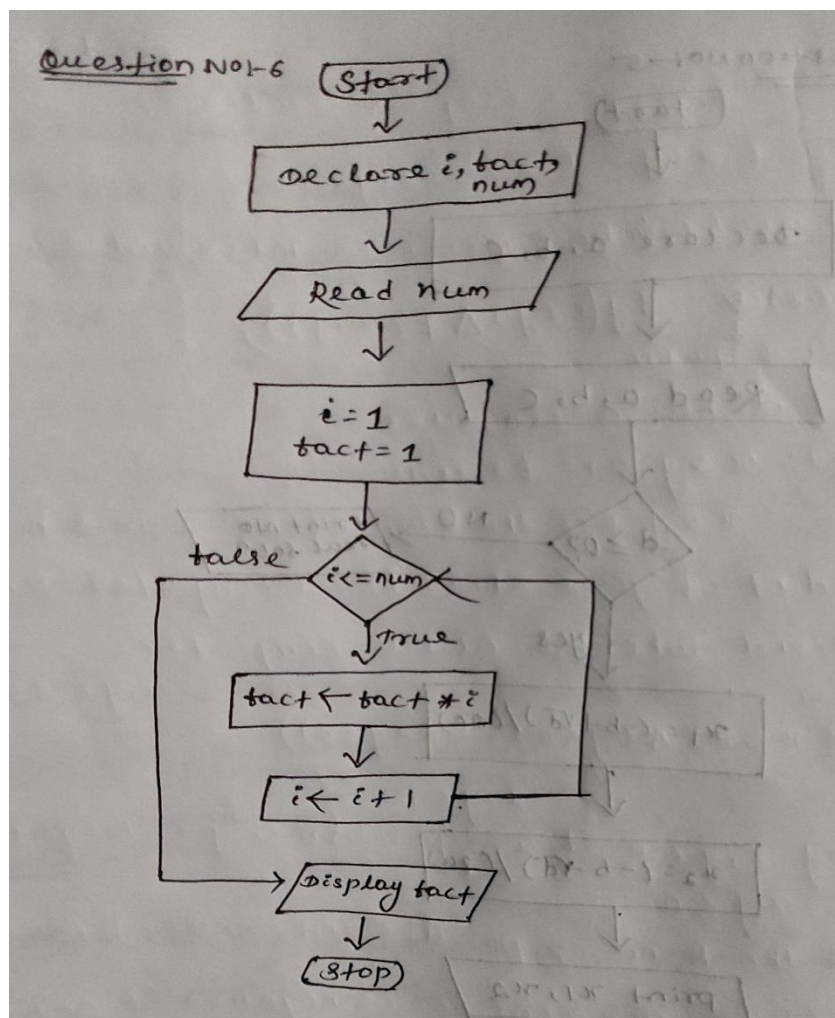 Question No:-6
Start
Declare i, fact,
num
Read num
i = 1
fact = 1
i <= num
false
True
fact ← fact * i
i ← i + 1
Display fact
Stop